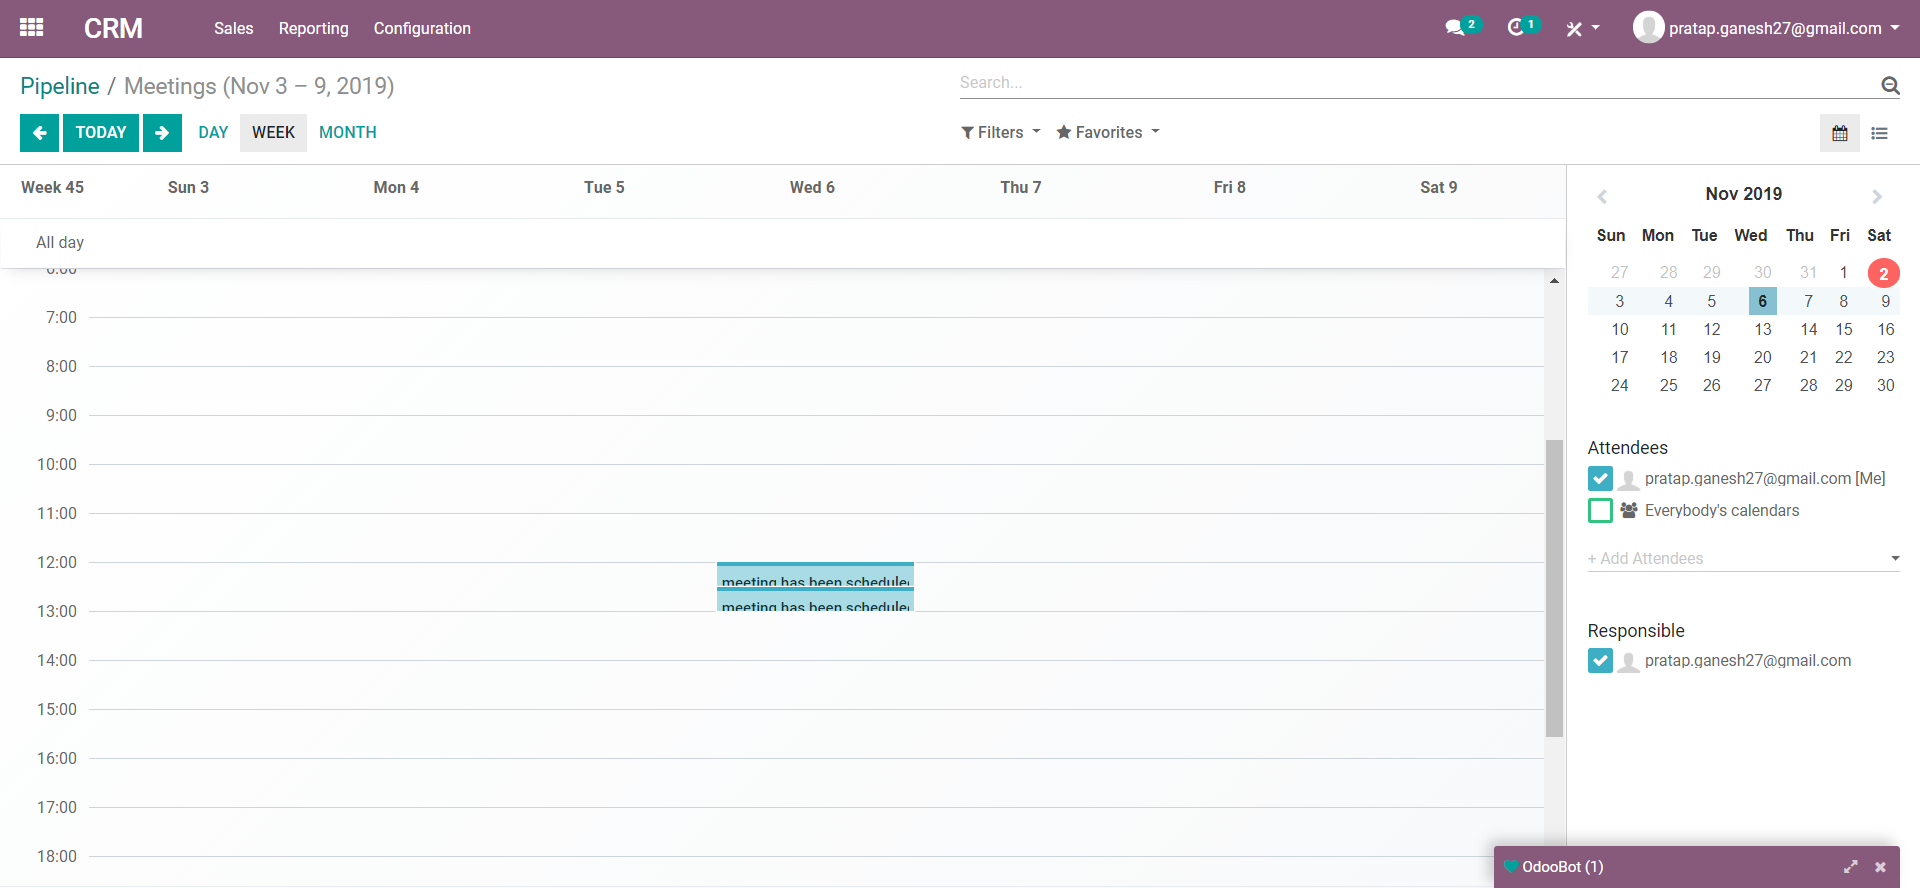 CRM Sales Reporting Configuration 2 1 pratap.ganesh27@gmail.com
Pipeline / Meetings (Nov 3 – 9, 2019)
Search...
TODAY DAY WEEK MONTH
Filters Favorites
Week 45 Sun 3 Mon 4 Tue 5 Wed 6 Thu 7 Fri 8 Sat 9
All day
6:00
7:00
8:00
9:00
10:00
11:00
12:00
meeting has been scheduled
meeting has been scheduled
13:00
14:00
15:00
16:00
17:00
18:00
Nov 2019
Sun Mon Tue Wed Thu Fri Sat
27 28 29 30 31 1 2
3 4 5 6 7 8 9
10 11 12 13 14 15 16
17 18 19 20 21 22 23
24 25 26 27 28 29 30
Attendees
pratap.ganesh27@gmail.com [Me]
Everybody's calendars
+ Add Attendees
Responsible
pratap.ganesh27@gmail.com
OdooBot (1)